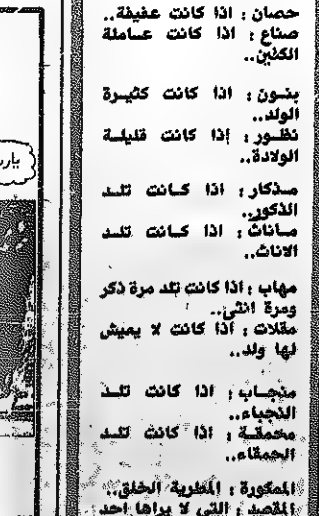 حصان : اذا كانت عفيفة..
صناع : اذا كانت عاملة
الكفين..
بنون : اذا كانت كثيرة
الولد..
نظور : إذا كانت قليلة
الولادة..
مذكار : اذا كانت تلد
الذكور..
مئناث : اذا كانت تلد
الاناث..
مهاب : اذا كانت تلد مرة ذكر
ومرة انثى..
مقلات : اذا كانت لا يعيش
لها ولد..
منجاب : اذا كانت تلد
النجباء..
محمقة : اذا كانت تلد
الحمقاء..
الممكورة : المطوية الخلق..
المقصد : التي لا يراها احد